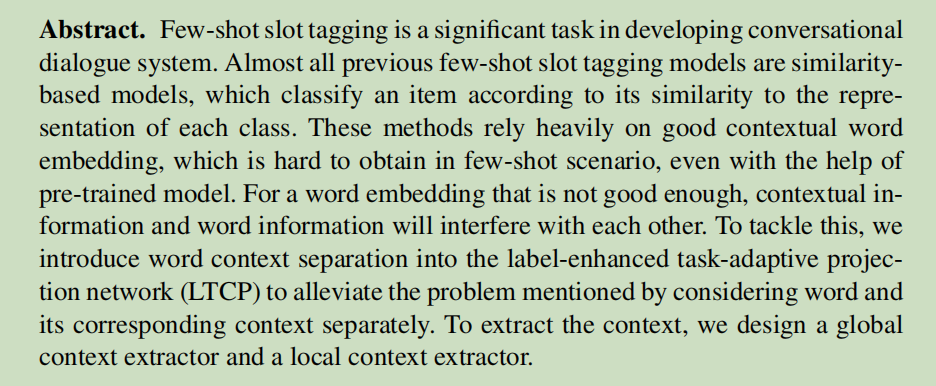 Abstract. Few-shot slot tagging is a significant task in developing conversational
dialogue system. Almost all previous few-shot slot tagging models are similarity-
based models, which classify an item according to its similarity to the repre-
sentation of each class. These methods rely heavily on good contextual word
embedding, which is hard to obtain in few-shot scenario, even with the help of
pre-trained model. For a word embedding that is not good enough, contextual in-
formation and word information will interfere with each other. To tackle this, we
introduce word context separation into the label-enhanced task-adaptive projec-
tion network (LTCP) to alleviate the problem mentioned by considering word and
its corresponding context separately. To extract the context, we design a global
context extractor and a local context extractor.